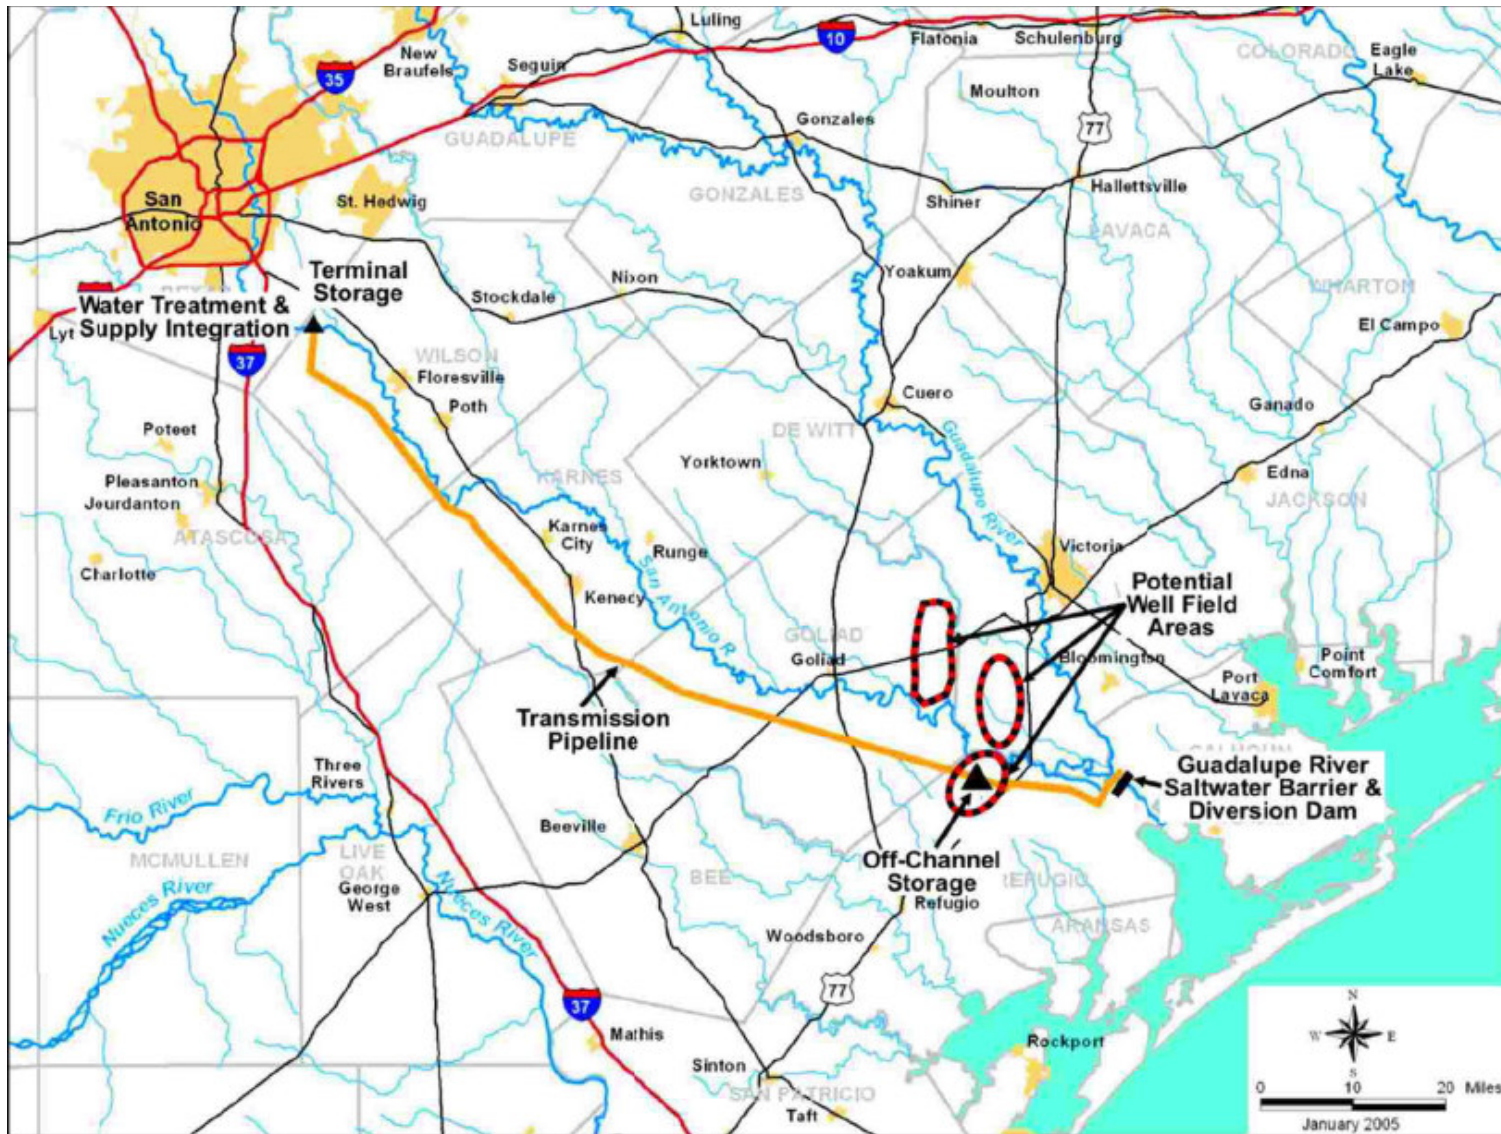 Luling
10
Flatonia
Schulenburg
COLORADO
Eagle
Lake
New
Braufels
35
Seguin
Moulton
GUADALUPE
Gonzales
77
San
Antonio
St. Hedwig
GONZALES
Shiner
Hallettsville
LAVACA
Terminal
Storage
Nixon
Yoakum
WHARTON
Stockdale
El Campo
Water Treatment &
Supply Integration
Lyt
37
WILSON
Floresville
Poth
Cuero
Ganado
Poteet
DE WITT
Guadalupe River
Yorktown
Edna
Pleasanton
Jourdanton
KARNES
JACKSON
ATASCOSA
Karnes
City
Runge
Victoria
Charlotte
Kenecy
San Antonio R.
Potential
Well Field
Areas
GOLIAD
Goliad
Bloomington
Point
Comfort
Port
Lavaca
Transmission
Pipeline
CALHOUN
Three
Rivers
Guadalupe River
Saltwater Barrier &
Diversion Dam
Frio River
Beeville
MCMULLEN
LIVE
OAK
Off-Channel
Storage
BEE
REFUGIO
Refugio
George
West
Nueces River
Nueces River
ARANSAS
Woodsboro
77
37
Mathis
Rockport
Sinton
SAN PATRICIO
Taft
N
W E
S
0 10 20 Miles
January 2005